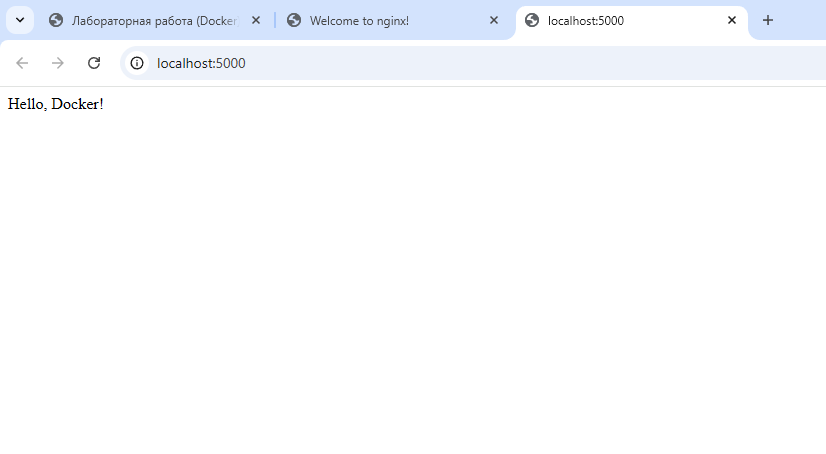 Лабораторная работа (Docker
Welcome to nginx!
localhost:5000
localhost:5000
Hello, Docker!